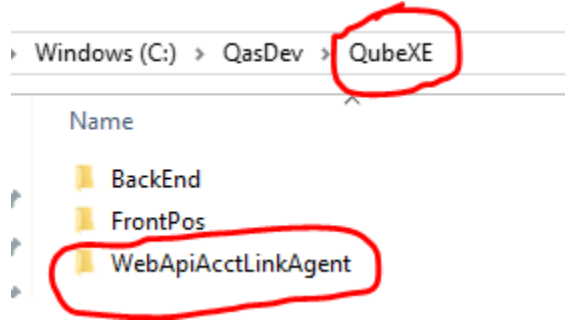 Windows (C:) > QasDev > QubeXE
Name
BackEnd
FrontPos
WebApiAcctLinkAgent